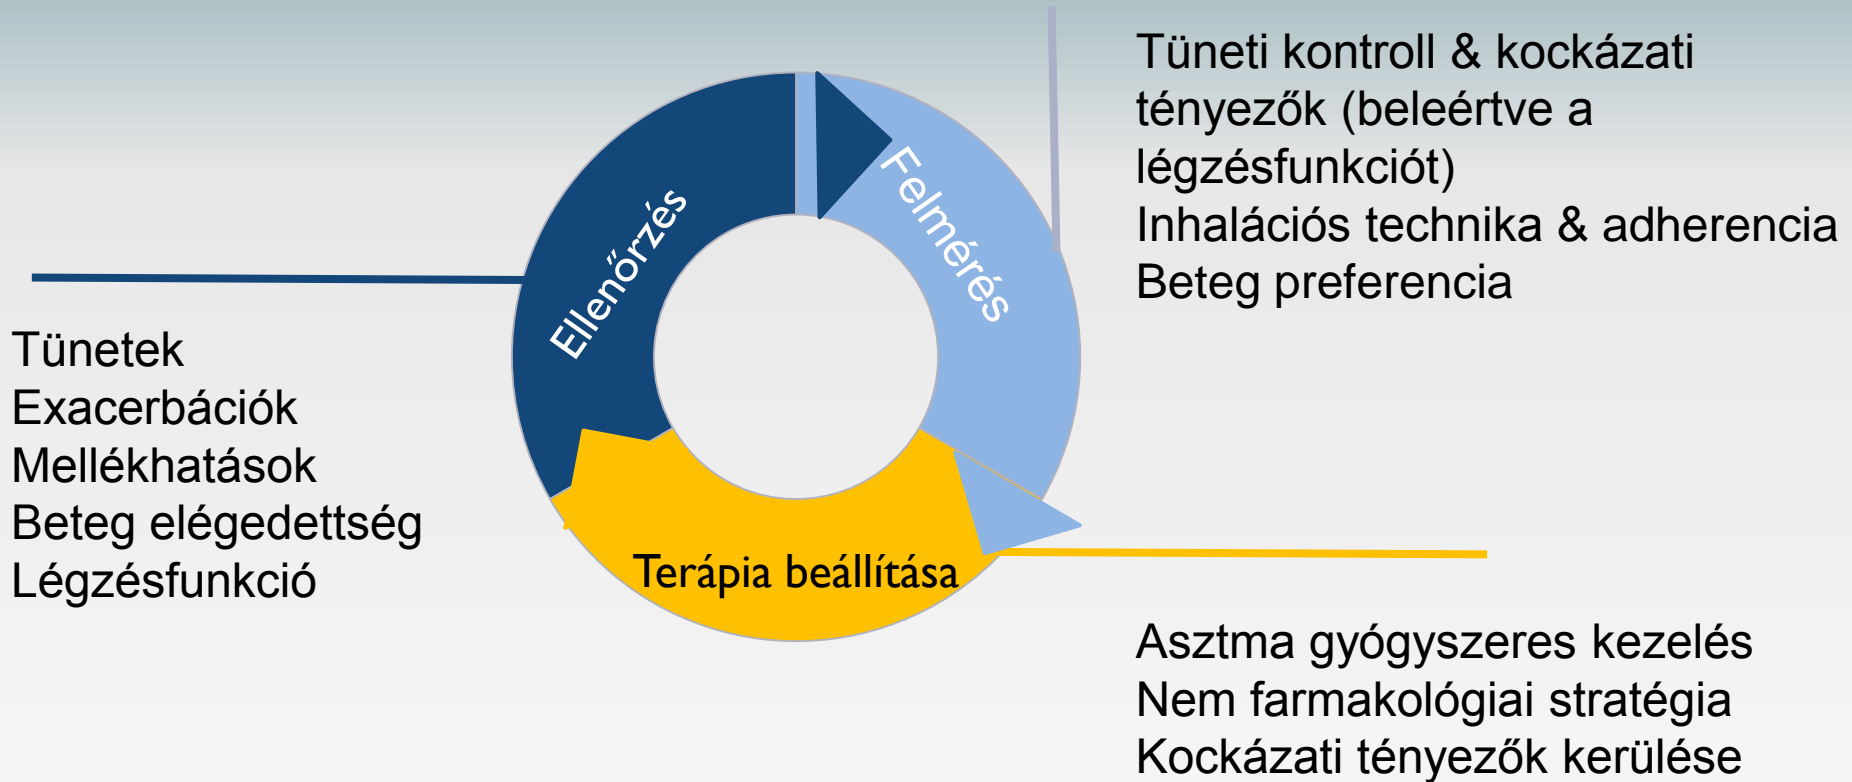 Tüneti kontroll & kockázati
tényezők (beleértve a
légzésfunkciót)
Inhalációs technika & adherencia
Beteg preferencia
Felmérés
Ellenőrzés
Tünetek
Exacerbációk
Mellékhatások
Beteg elégedettség
Légzésfunkció
Terápia beállítása
Asztma gyógyszeres kezelés
Nem farmakológiai stratégia
Kockázati tényezők kerülése